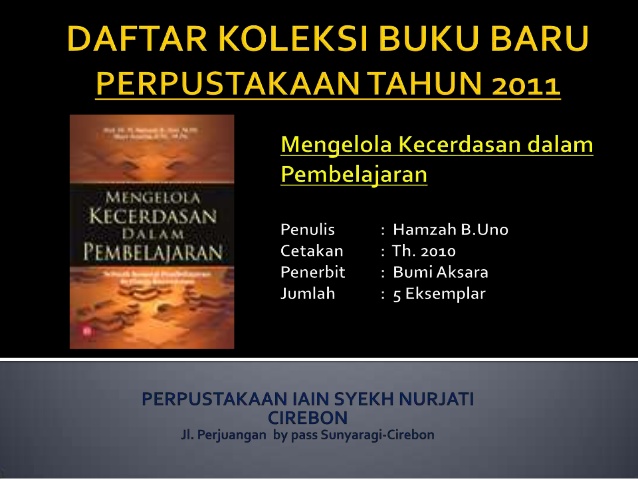 DAFTAR KOLEKSI BUKU BARU
PERPUSTAKAAN TAHUN 2011
MENGELOLA
KECERDASAN
DALAM
PEMBELAJARAN
Mengelola Kecerdasan dalam
Pembelajaran
Penulis : Hamzah B.Uno
Cetakan : Th. 2010
Penerbit : Bumi Aksara
Jumlah : 5 Eksemplar
PERPUSTAKAAN IAIN SYEKH NURJATI
CIREBON
Jl. Perjuangan by pass Sunyaragi-Cirebon